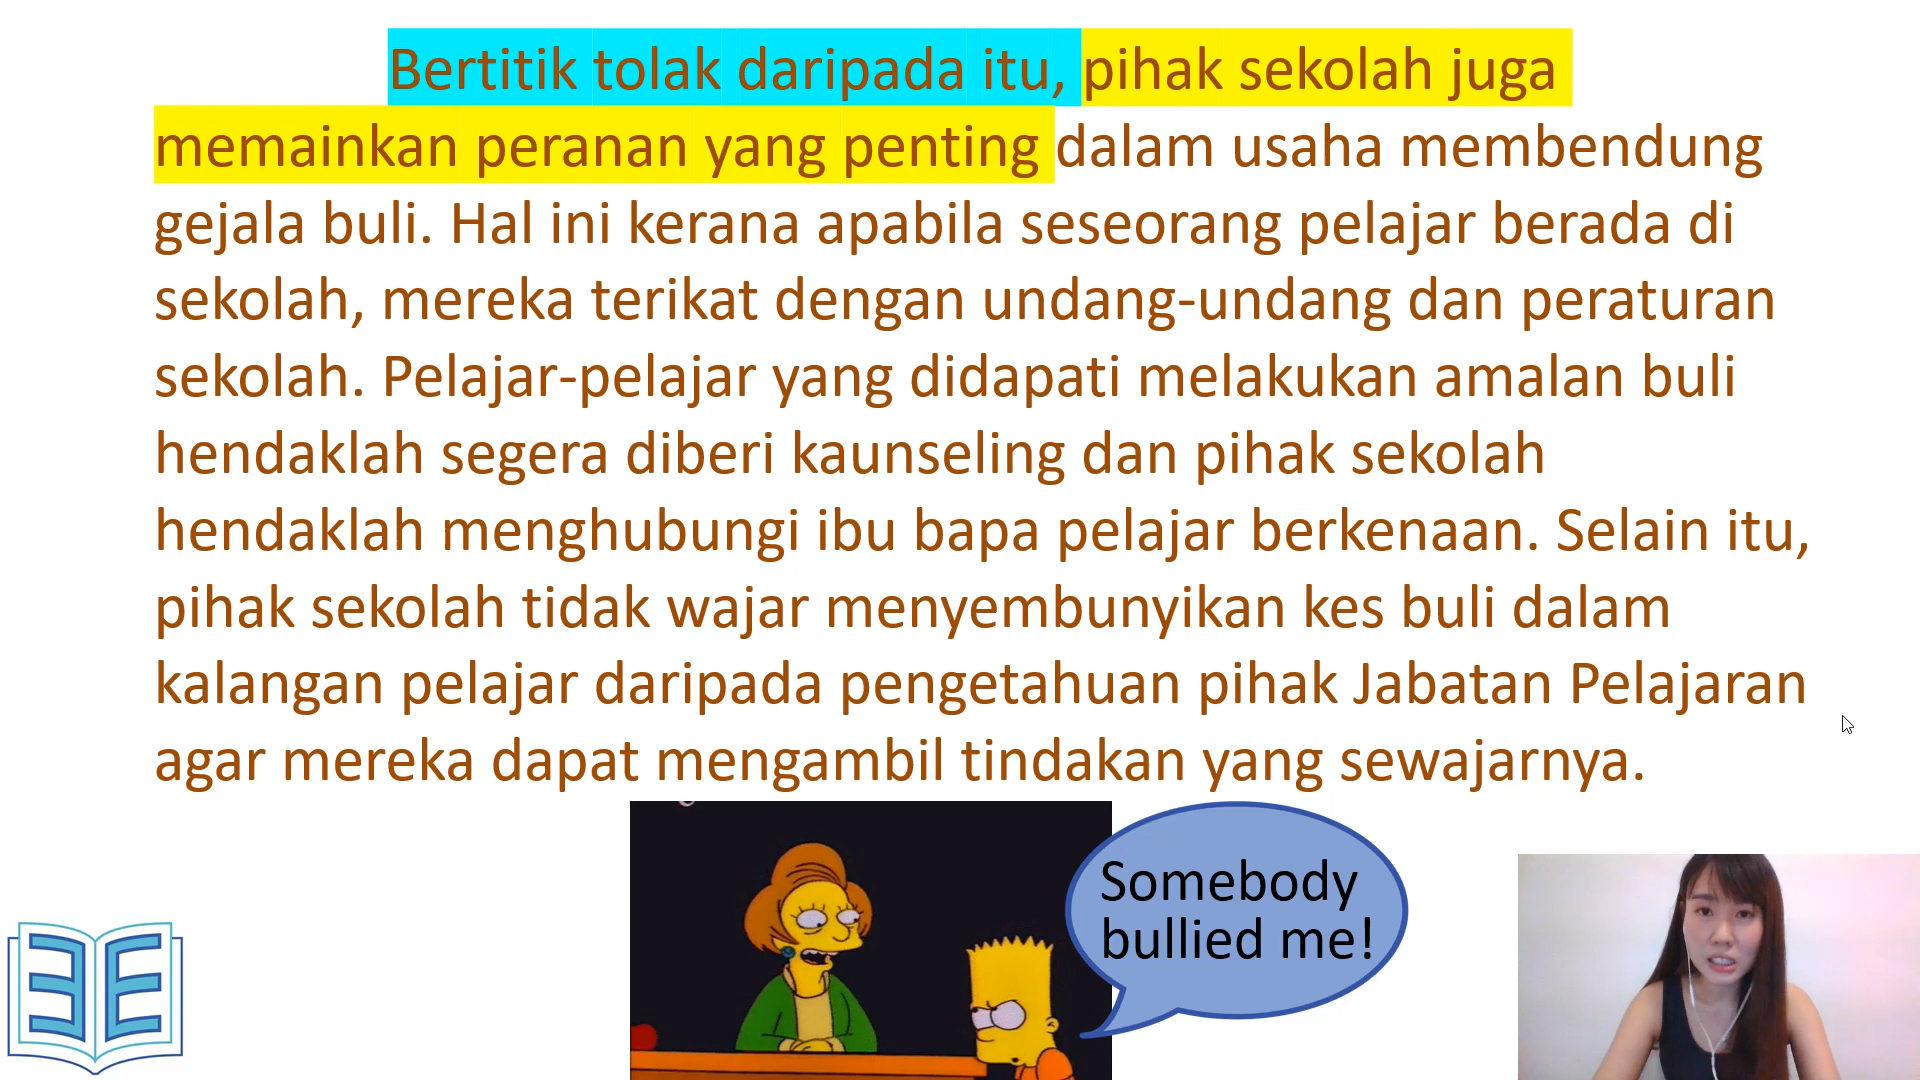 Bertitik tolak daripada itu, pihak sekolah juga
memainkan peranan yang penting dalam usaha membendung
gejala buli. Hal ini kerana apabila seseorang pelajar berada di
sekolah, mereka terikat dengan undang-undang dan peraturan
sekolah. Pelajar-pelajar yang didapati melakukan amalan buli
hendaklah segera diberi kaunseling dan pihak sekolah
hendaklah menghubungi ibu bapa pelajar berkenaan. Selain itu,
pihak sekolah tidak wajar menyembunyikan kes buli dalam
kalangan pelajar daripada pengetahuan pihak Jabatan Pelajaran
agar mereka dapat mengambil tindakan yang sewajarnya.
Somebody
bullied me!